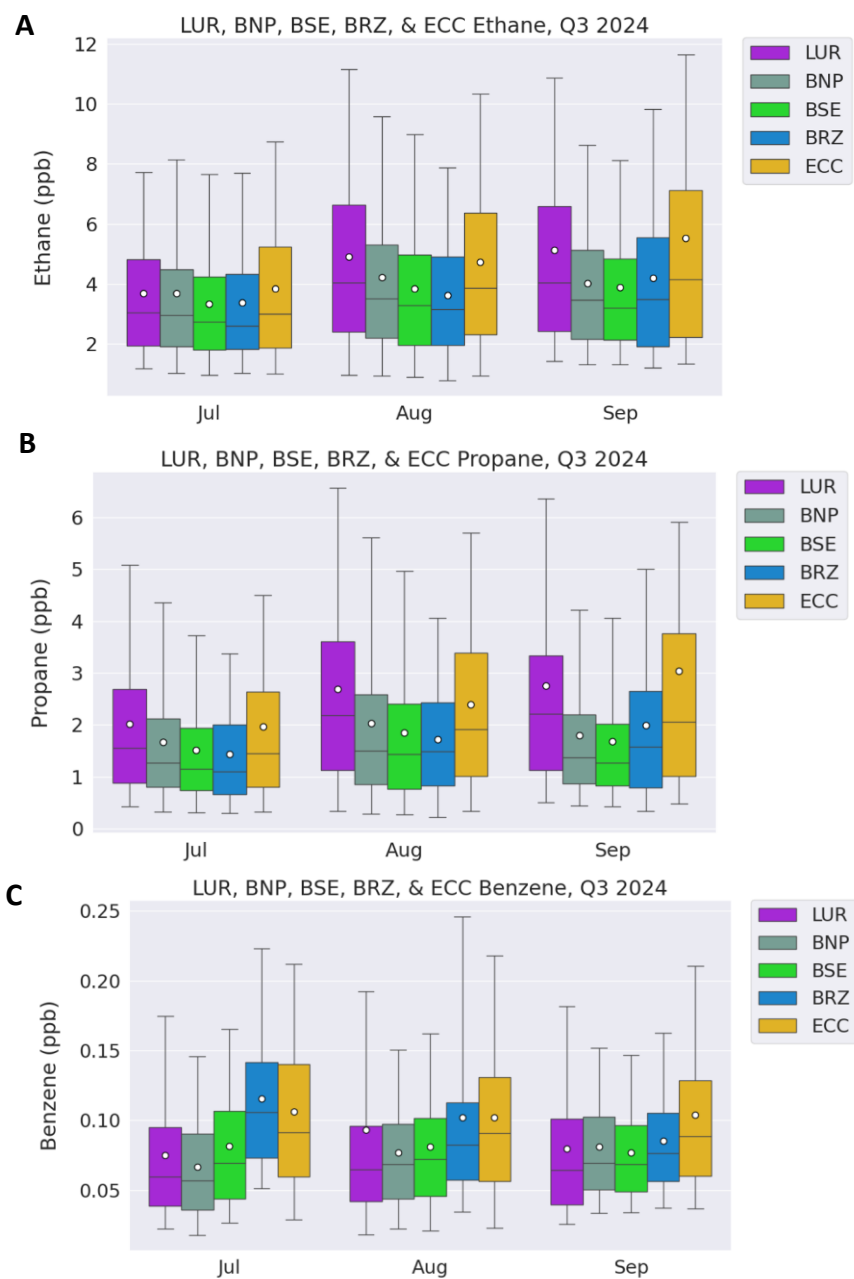 A
LUR, BNP, BSE, BRZ, & ECC Ethane, Q3 2024
Ethane (ppb)
12
10
8
6
4
2
Jul Aug Sep
LUR
BNP
BSE
BRZ
ECC
B
LUR, BNP, BSE, BRZ, & ECC Propane, Q3 2024
Propane (ppb)
6
5
4
3
2
1
0
Jul Aug Sep
LUR
BNP
BSE
BRZ
ECC
C
LUR, BNP, BSE, BRZ, & ECC Benzene, Q3 2024
Benzene (ppb)
0.25
0.20
0.15
0.10
0.05
Jul Aug Sep
LUR
BNP
BSE
BRZ
ECC